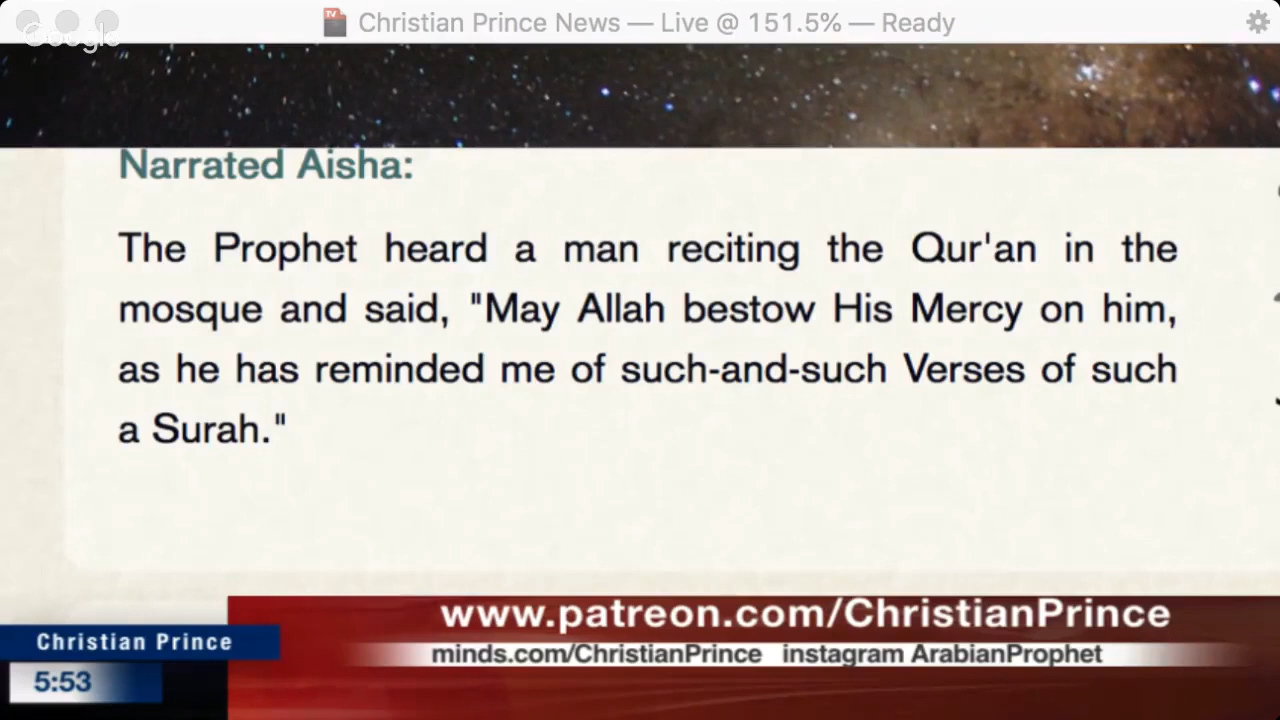 Christian Prince News — Live @ 151.5% — Ready
Google
Narrated Aisha:
The Prophet heard a man reciting the Qur'an in the
mosque and said, "May Allah bestow His Mercy on him,
as he has reminded me of such-and-such Verses of such
a Surah."
www.patreon.com/ChristianPrince
Christian Prince
minds.com/ChristianPrince instagram ArabianProphet
5:53